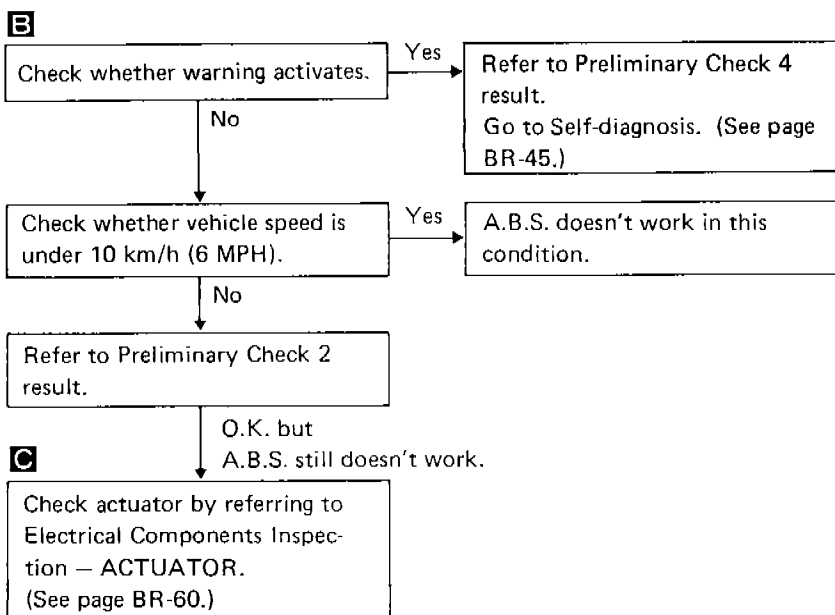 B
Check whether warning activates.
Yes
Refer to Preliminary Check 4
result.
Go to Self-diagnosis. (See page
BR-45.)
No
Check whether vehicle speed is
under 10 km/h (6 MPH).
Yes
A.B.S. doesn't work in this
condition.
No
Refer to Preliminary Check 2
result.
O.K. but
A.B.S. still doesn't work.
C
Check actuator by referring to
Electrical Components Inspec-
tion — ACTUATOR.
(See page BR-60.)